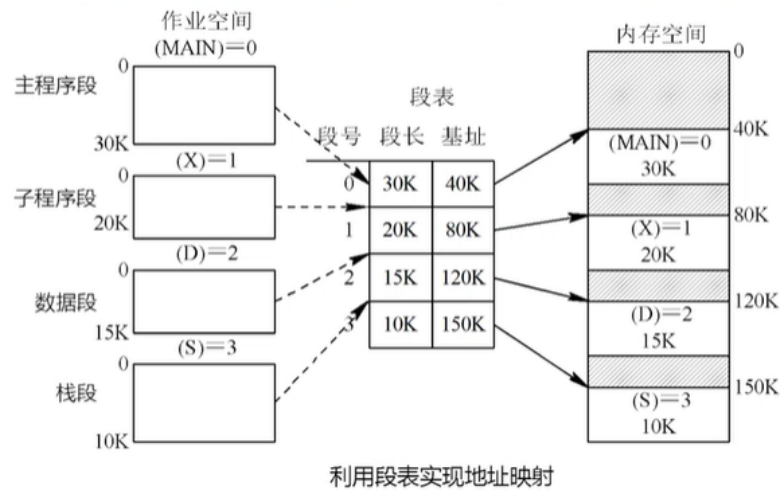 作业空间
(MAIN)=0
主程序段
0
30K
(X)=1
子程序段
0
20K
(D)=2
数据段
0
15K
(S)=3
栈段
0
10K
段表
段号 段长 基址
0 30K 40K
1 20K 80K
2 15K 120K
3 10K 150K
内存空间
0
40K
(MAIN)=0
30K
80K
(X)=1
20K
120K
(D)=2
15K
150K
(S)=3
10K
利用段表实现地址映射